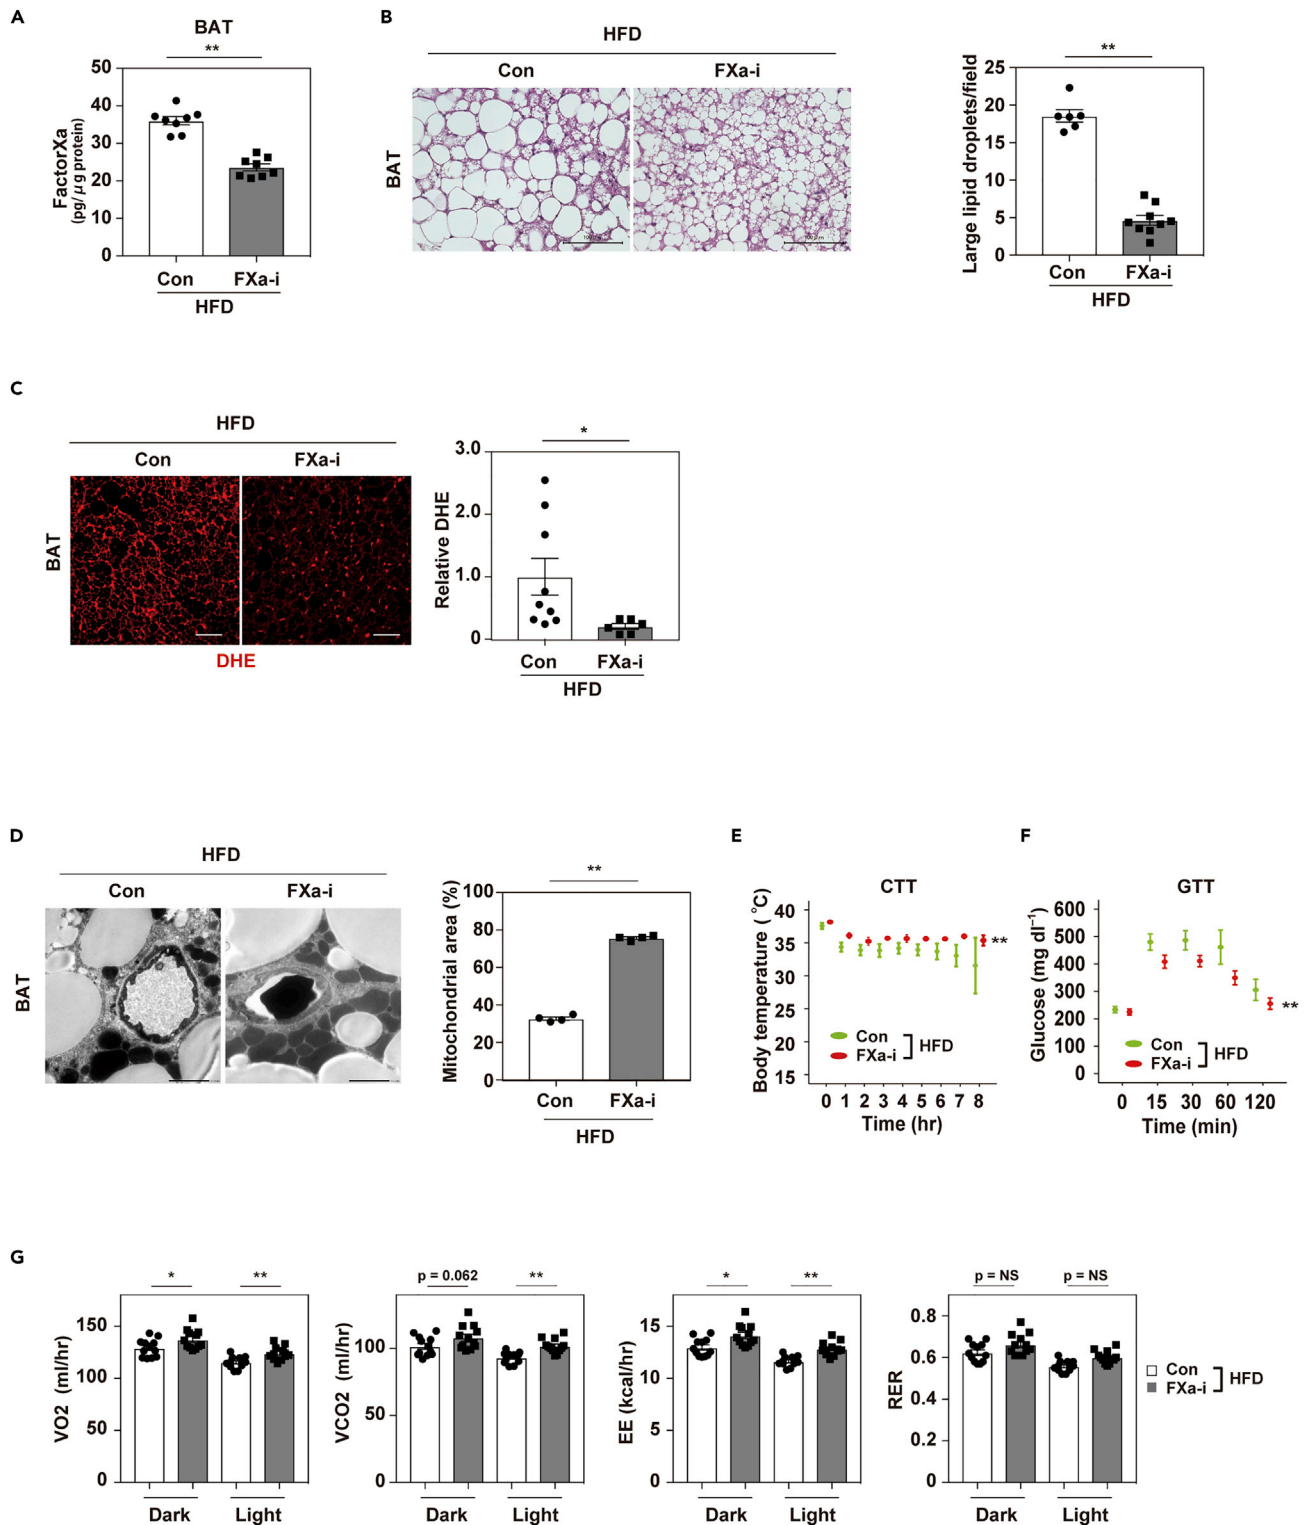 A
BAT
**
FactorXa
(pg/μg protein)
50
40
30
20
10
0
Con
FXa-i
HFD
B
HFD
Con
FXa-i
BAT
**
Large lipid droplets/field
25
20
15
10
5
0
Con
FXa-i
HFD
C
HFD
Con
FXa-i
BAT
DHE
*
Relative DHE
3.0
2.0
1.0
0
Con
FXa-i
HFD
D
HFD
Con
FXa-i
BAT
**
Mitochondrial area (%)
100
80
60
40
20
0
Con
FXa-i
HFD
E
CTT
Body temperature (°C)
40
35
30
25
20
15
**
Con
FXa-i
HFD
0 1 2 3 4 5 6 7 8
Time (hr)
F
GTT
Glucose (mg dl–1)
600
500
400
300
200
100
0
**
Con
FXa-i
HFD
0 15 30 60 120
Time (min)
G
* **
VO2 (ml/hr)
150
100
50
0
Dark Light
p = 0.062 **
VCO2 (ml/hr)
100
50
0
Dark Light
* **
EE (kcal/hr)
15
10
5
0
Dark Light
p = NS p = NS
RER
0.8
0.6
0.4
0.2
0
Dark Light
Con
FXa-i
HFD